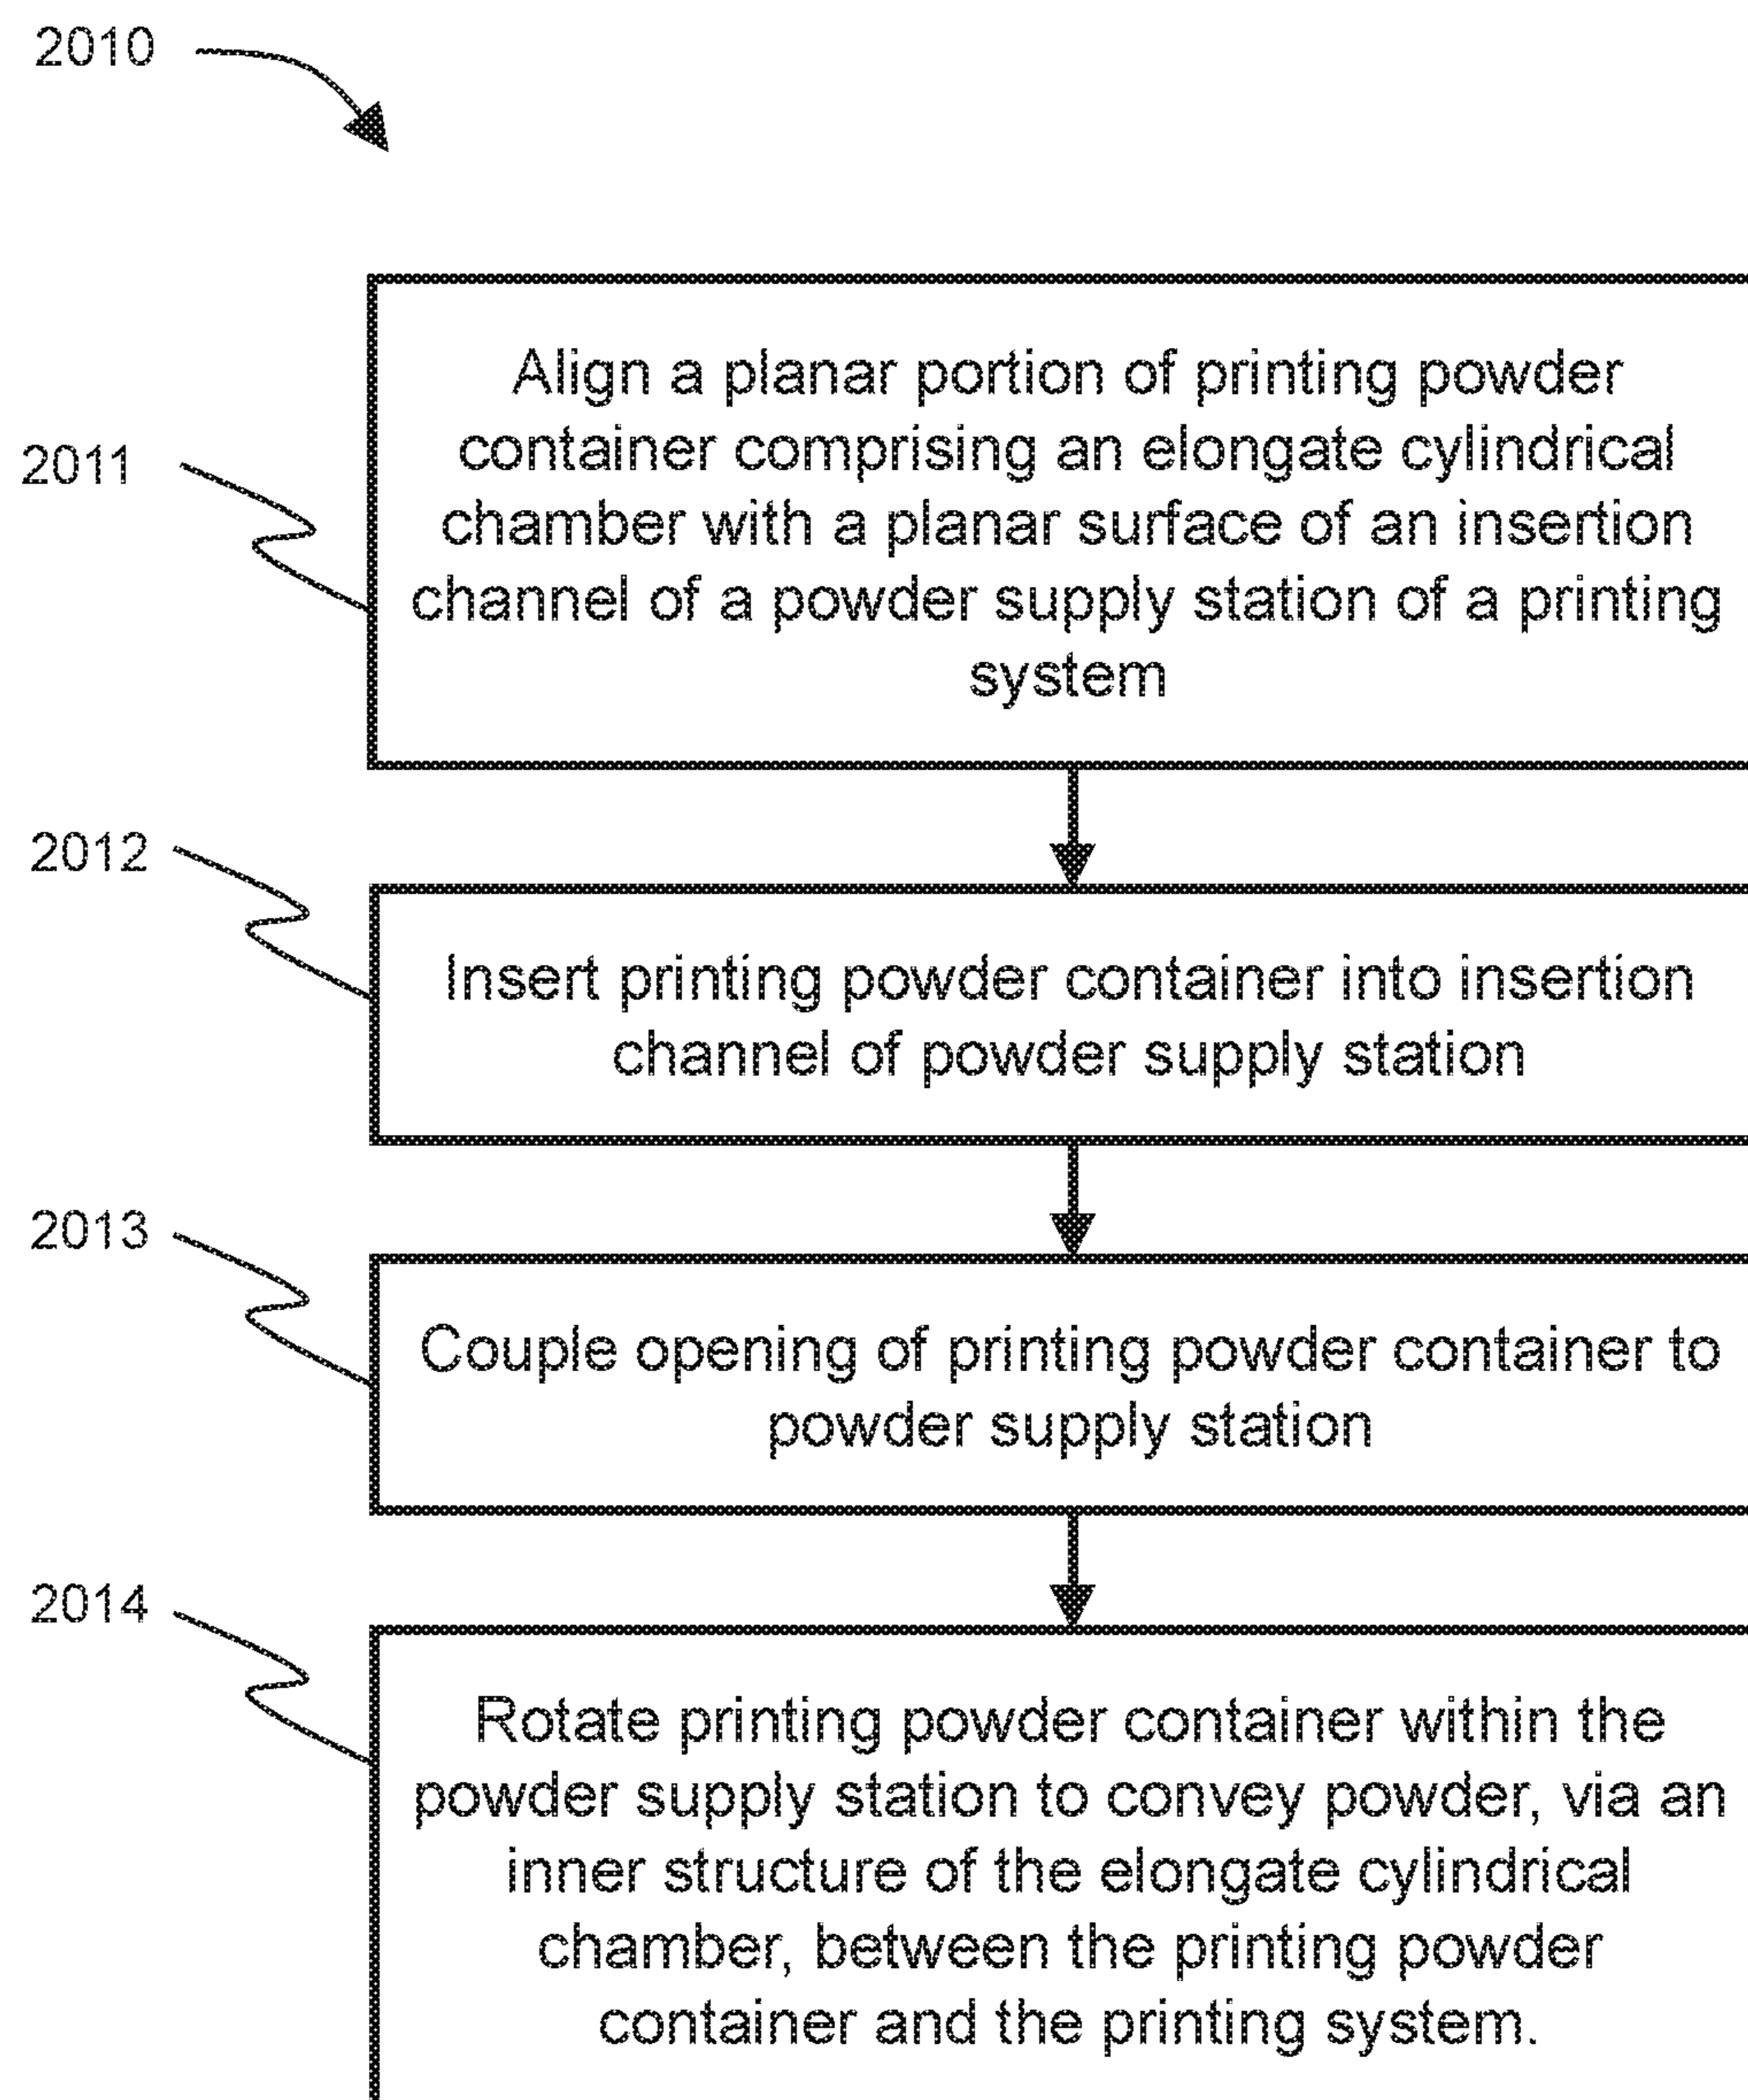 2010
2011
Align a planar portion of printing powder
container comprising an elongate cylindrical
chamber with a planar surface of an insertion
channel of a powder supply station of a printing
system
2012
Insert printing powder container into insertion
channel of powder supply station
2013
Couple opening of printing powder container to
powder supply station
2014
Rotate printing powder container within the
powder supply station to convey powder, via an
inner structure of the elongate cylindrical
chamber, between the printing powder
container and the printing system.